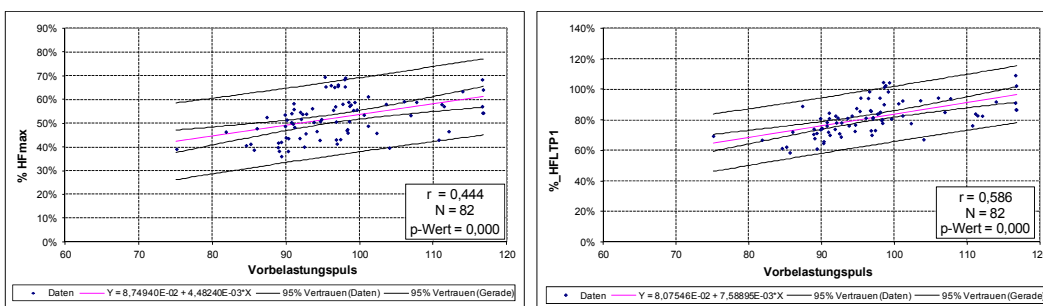 90%
80%
70%
60%
50%
40%
30%
20%
10%
0%
% HFmax
60 70 80 90 100 110 120
Vorbelastungspuls
r = 0,444
N = 82
p-Wert = 0,000
Daten Y = 8,74940E-02 + 4,48240E-03*X 95% Vertrauen (Daten) 95% Vertrauen (Gerade)
140%
120%
100%
80%
60%
40%
20%
0%
%_HFLTP1
60 70 80 90 100 110 120
Vorbelastungspuls
r = 0,586
N = 82
p-Wert = 0,000
Daten Y = 8,07546E-02 + 7,58895E-03*X 95% Vertrauen (Daten) 95% Vertrauen (Gerade)